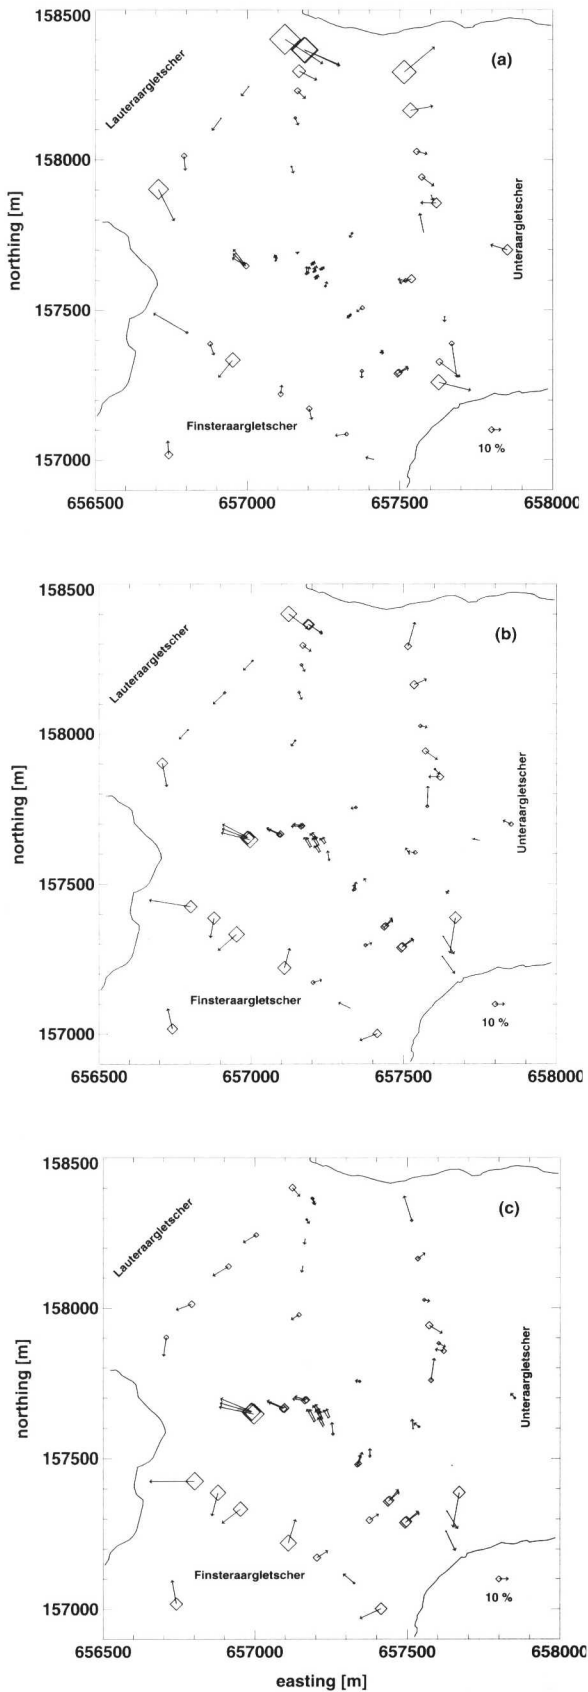 158500
(a)
Lauteraargletscher
158000
northing [m]
Unteraargletscher
157500
Finsteraargletscher
157000
10 %
656500 657000 657500 658000
158500
(b)
Lauteraargletscher
158000
northing [m]
Unteraargletscher
157500
Finsteraargletscher
157000
10 %
656500 657000 657500 658000
158500
(c)
Lauteraargletscher
158000
northing [m]
Unteraargletscher
157500
Finsteraargletscher
157000
10 %
656500 657000 657500 658000
easting [m]